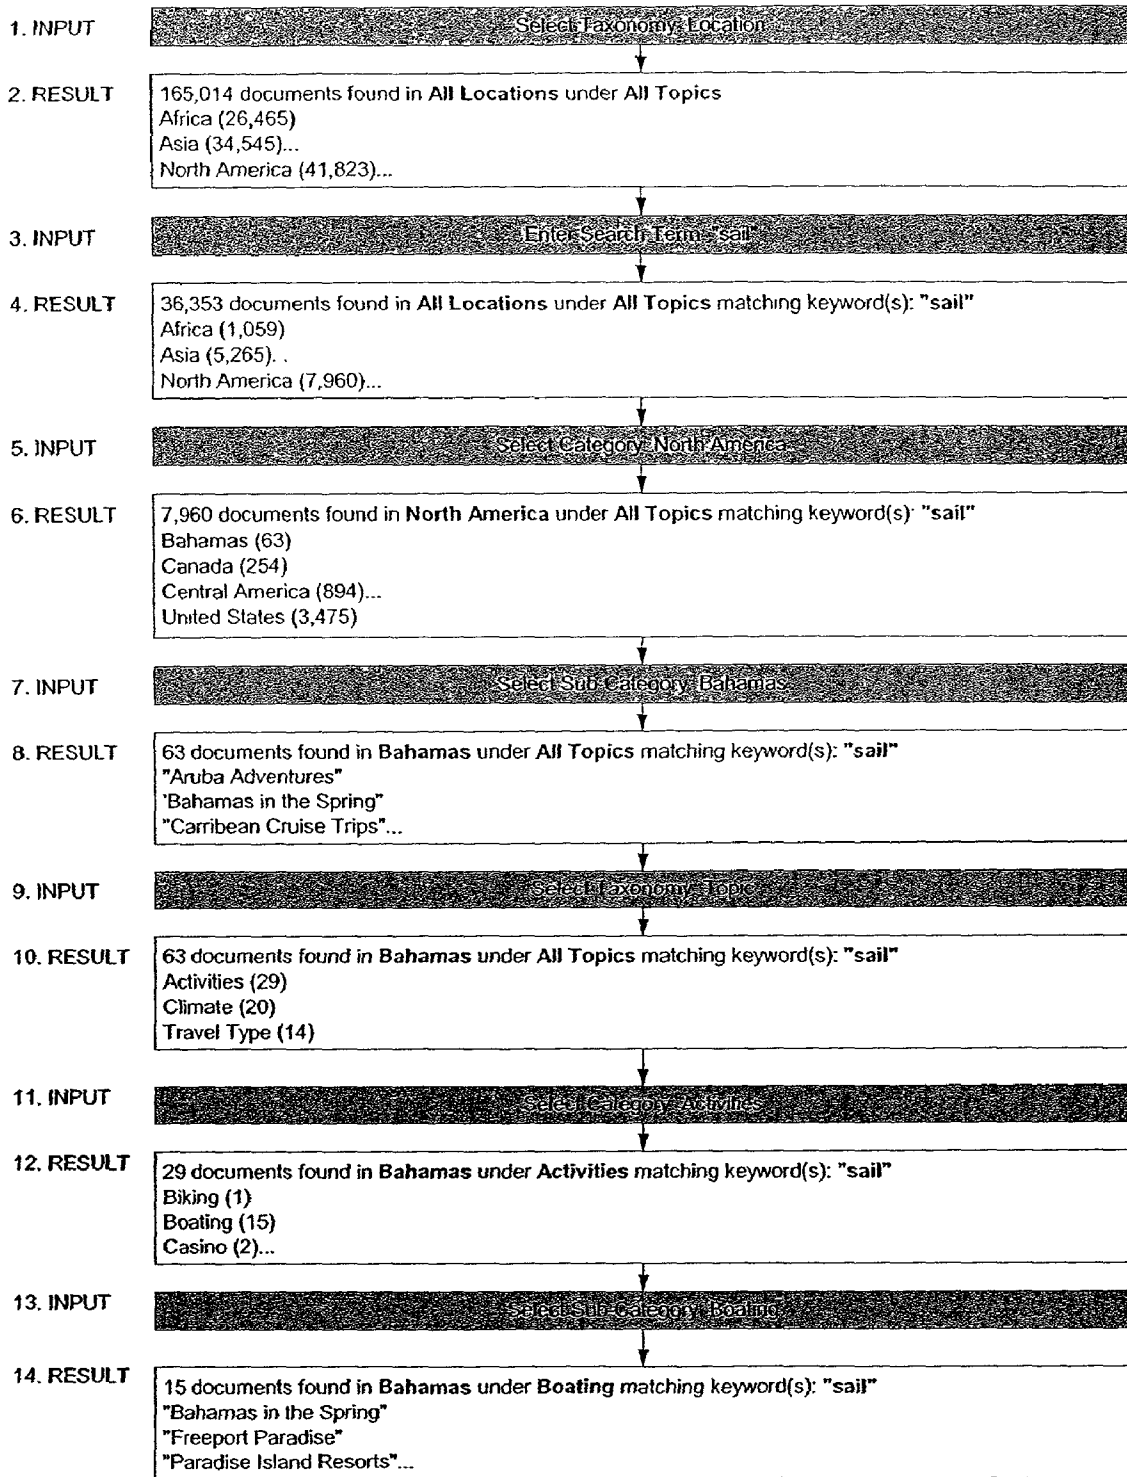 1. INPUT
Select Taxonomy: Location
2. RESULT
165,014 documents found in All Locations under All Topics
Africa (26,465)
Asia (34,545)...
North America (41,823)...
3. INPUT
Enter Search Term "sail"
4. RESULT
36,353 documents found in All Locations under All Topics matching keyword(s): "sail"
Africa (1,059)
Asia (5,265). .
North America (7,960)...
5. INPUT
Select Category: North America
6. RESULT
7,960 documents found in North America under All Topics matching keyword(s): "sail"
Bahamas (63)
Canada (254)
Central America (894)...
United States (3,475)
7. INPUT
Select Sub-Category: Bahamas
8. RESULT
63 documents found in Bahamas under All Topics matching keyword(s): "sail"
"Aruba Adventures"
'Bahamas in the Spring"
"Carribean Cruise Trips"...
9. INPUT
Select Taxonomy: Topic
10. RESULT
63 documents found in Bahamas under All Topics matching keyword(s): "sail"
Activities (29)
Climate (20)
Travel Type (14)
11. INPUT
Select Category: Activities
12. RESULT
29 documents found in Bahamas under Activities matching keyword(s): "sail"
Biking (1)
Boating (15)
Casino (2)...
13. INPUT
Select Sub-Category: Boating
14. RESULT
15 documents found in Bahamas under Boating matching keyword(s): "sail"
"Bahamas in the Spring"
"Freeport Paradise"
"Paradise Island Resorts"...